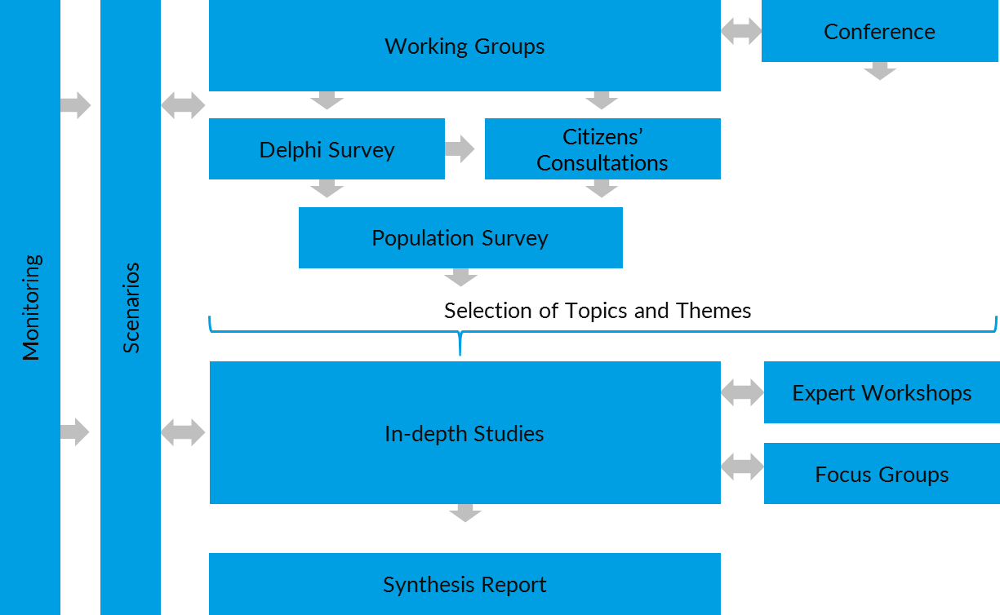 Working Groups
Conference
Delphi Survey
Citizens’
Consultations
Population Survey
Monitoring
Scenarios
Selection of Topics and Themes
In-depth Studies
Expert Workshops
Focus Groups
Synthesis Report